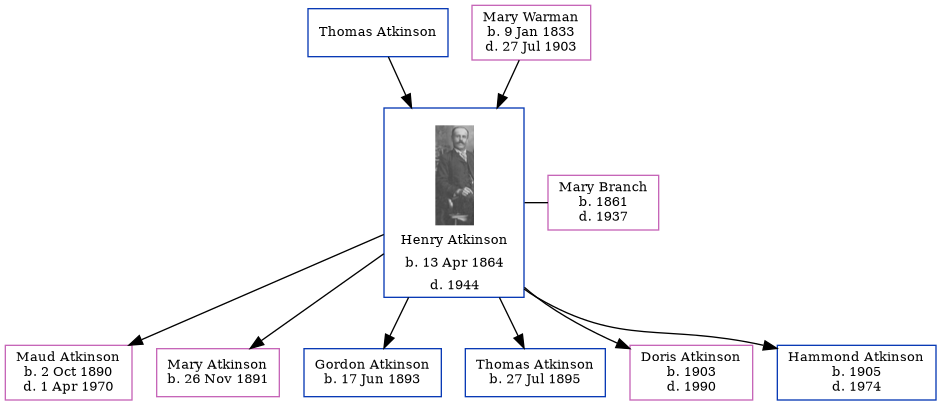 Thomas Atkinson
Mary Warman
b. 9 Jan 1833
d. 27 Jul 1903
Henry Atkinson
b. 13 Apr 1864
d. 1944
Mary Branch
b. 1861
d. 1937
Maud Atkinson
b. 2 Oct 1890
d. 1 Apr 1970
Mary Atkinson
b. 26 Nov 1891
Gordon Atkinson
b. 17 Jun 1893
Thomas Atkinson
b. 27 Jul 1895
Doris Atkinson
b. 1903
d. 1990
Hammond Atkinson
b. 1905
d. 1974